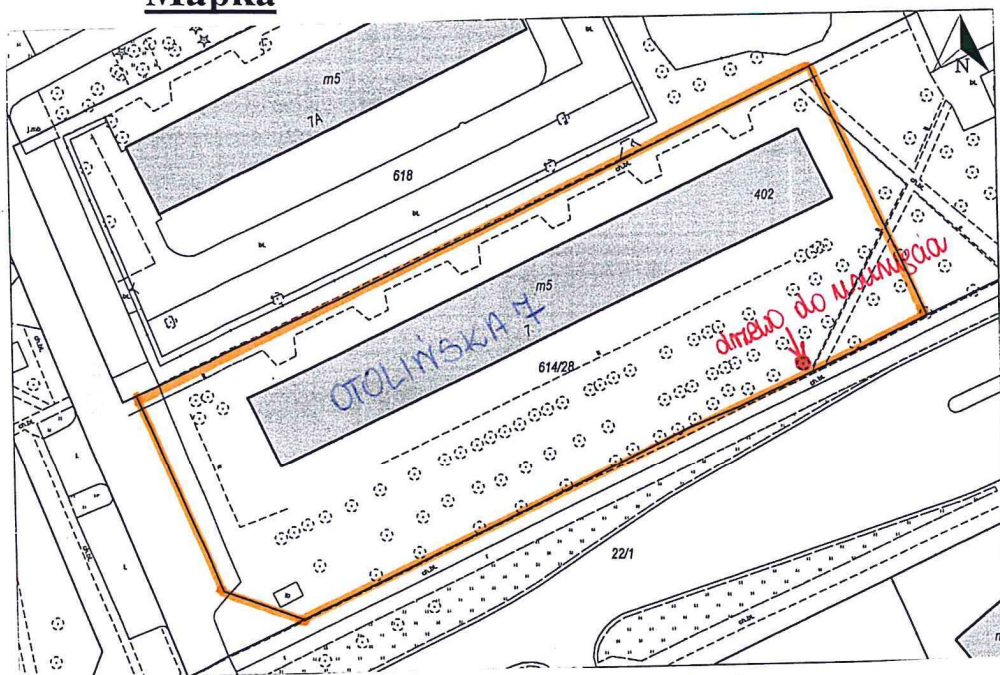 Mapka
N
m5
7A
618
402
m5
7
OTOLIŃSKA 7
drzewo do usunięcia
614/28
22/1